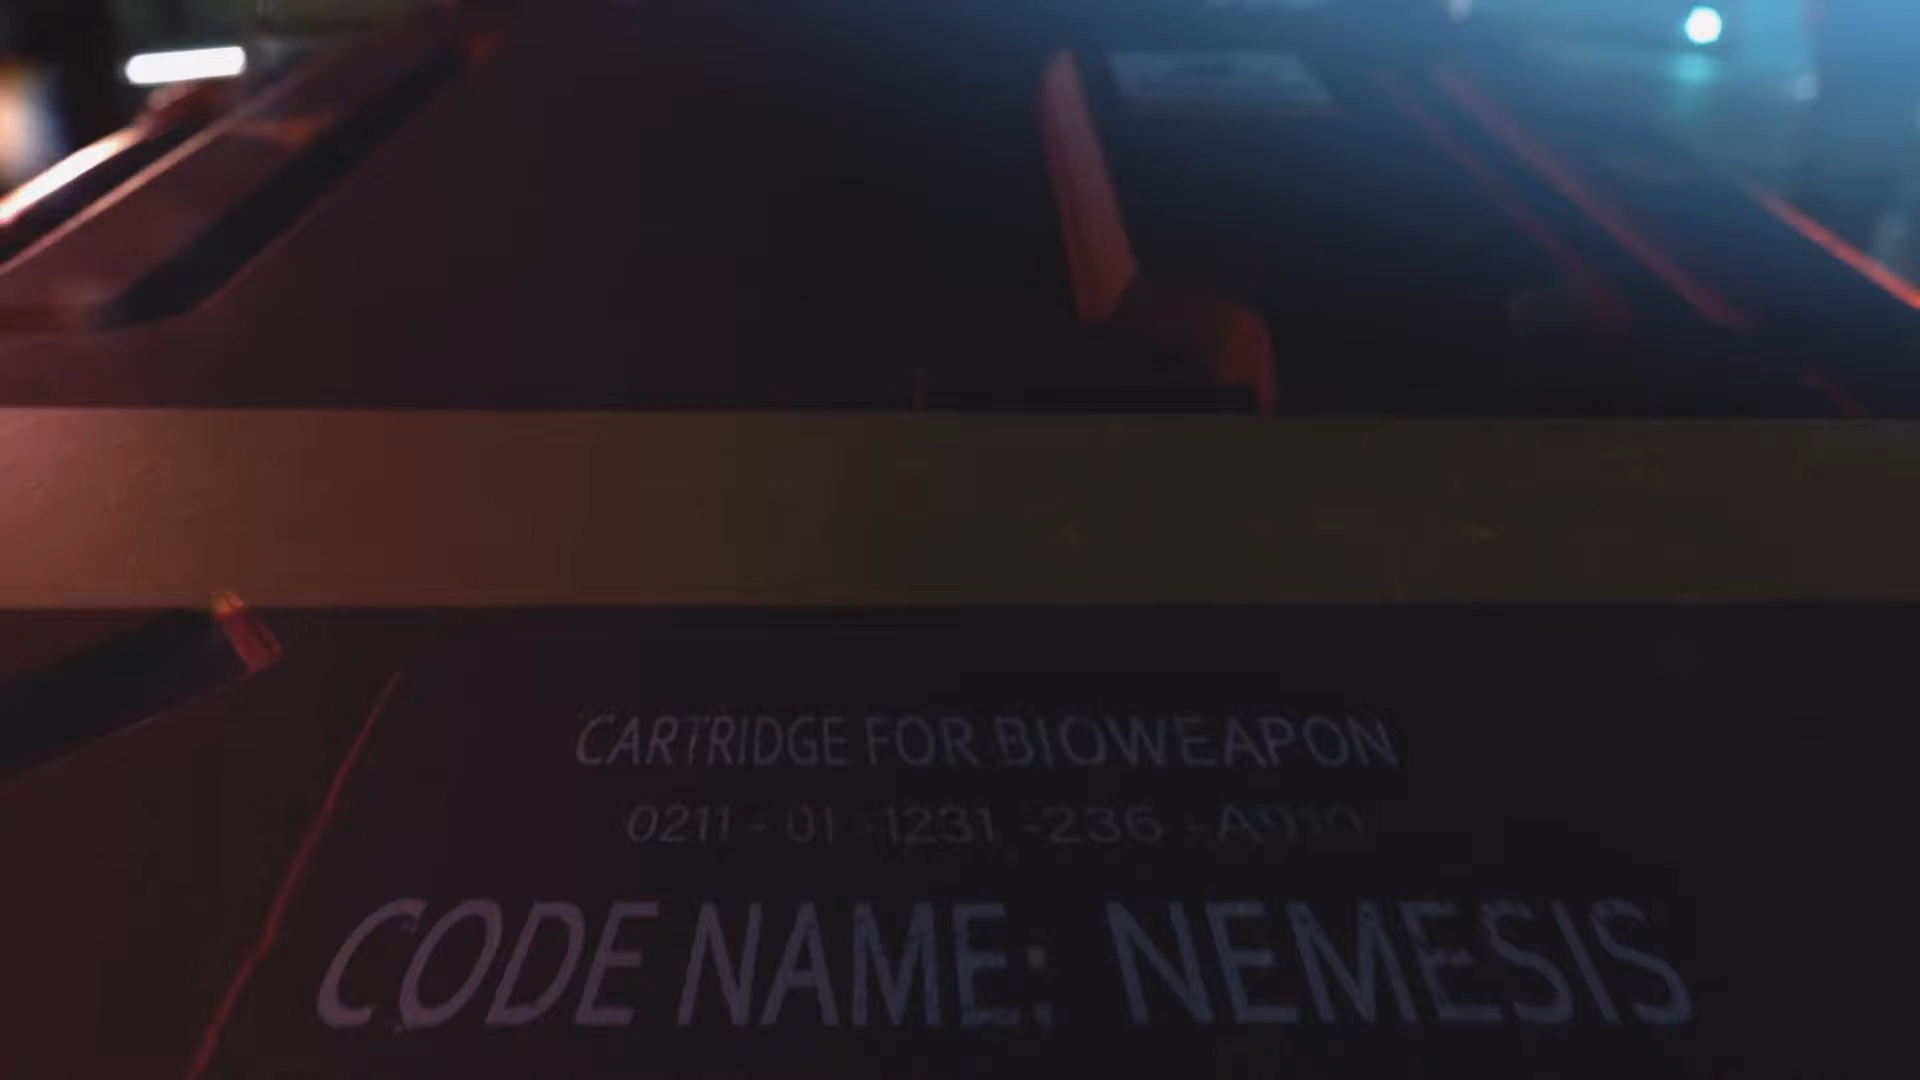 CARTRIDGE FOR BIOWEAPON
0211 - 01 -1231 -236 -
CODE NAME: NEMESIS